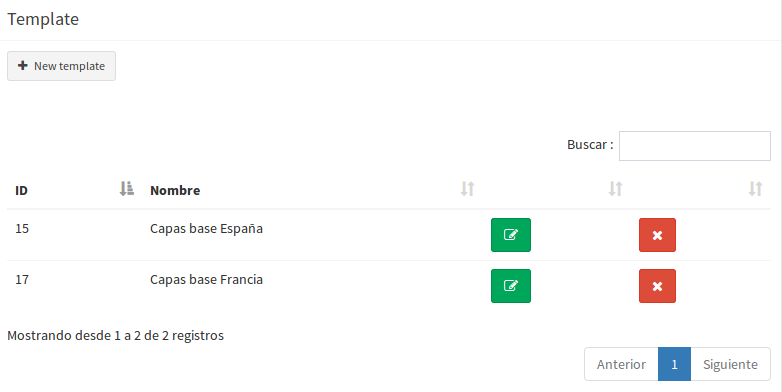 Template
New template
Buscar :
ID Nombre
15 Capas base España
17 Capas base Francia
Mostrando desde 1 a 2 de 2 registros
Anterior 1 Siguiente